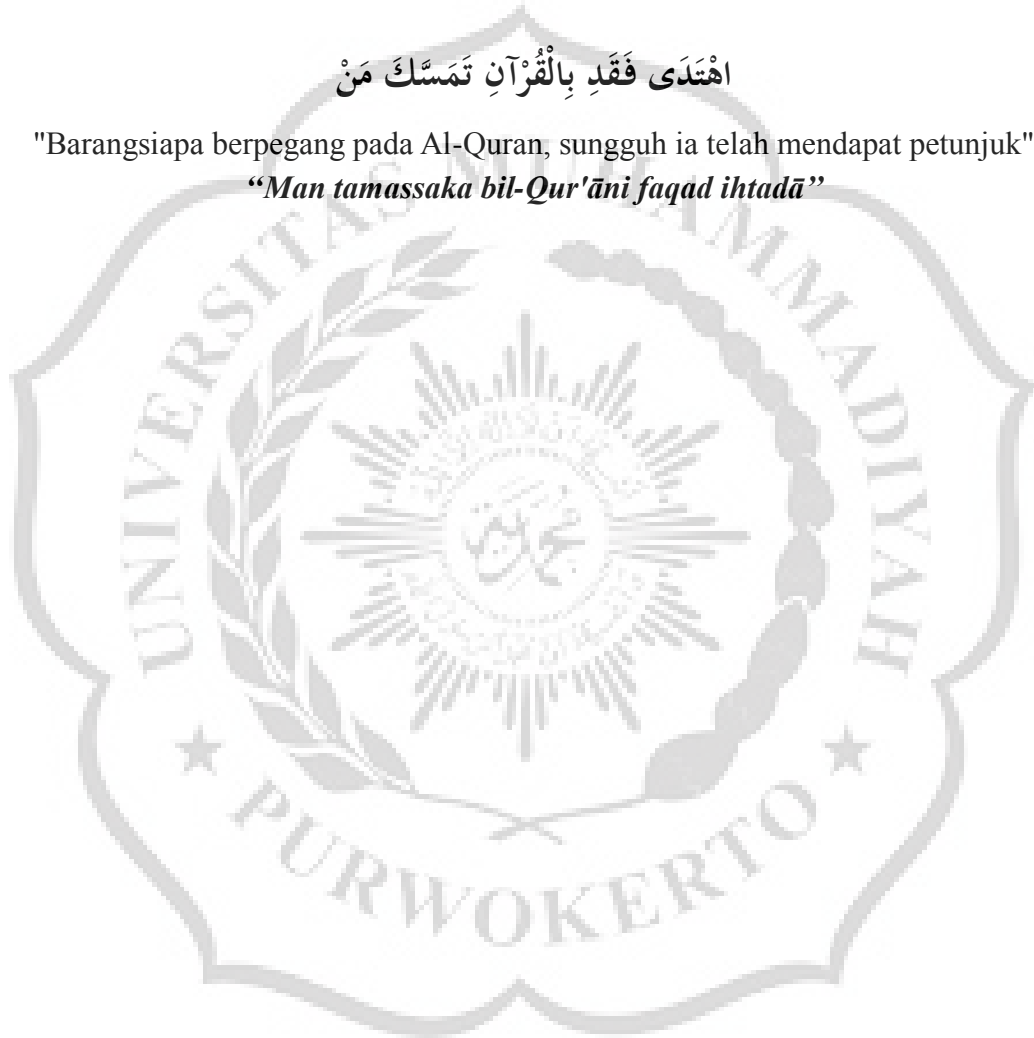 اهْتَدَى فَقَدِ بِالْقُرْآنِ تَمَسَّكَ مَنْ
"Barangsiapa berpegang pada Al-Quran, sungguh ia telah mendapat petunjuk"
“Man tamassaka bil-Qur'āni faqad ihtadā”
UNIVERSITAS MUHAMMADIYAH
PURWOKERTO